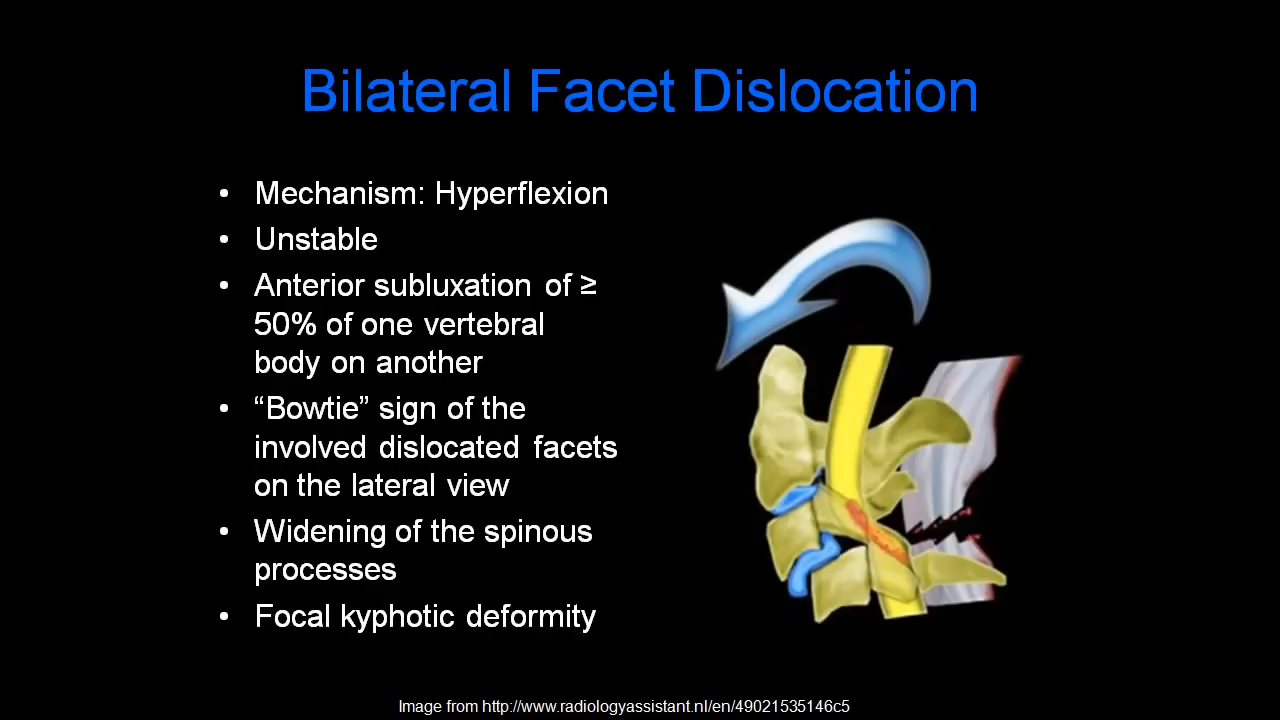 Bilateral Facet Dislocation
• Mechanism: Hyperflexion
• Unstable
• Anterior subluxation of ≥
50% of one vertebral
body on another
• “Bowtie” sign of the
involved dislocated facets
on the lateral view
• Widening of the spinous
processes
• Focal kyphotic deformity
Image from http://www.radiologyassistant.nl/en/49021535146c5